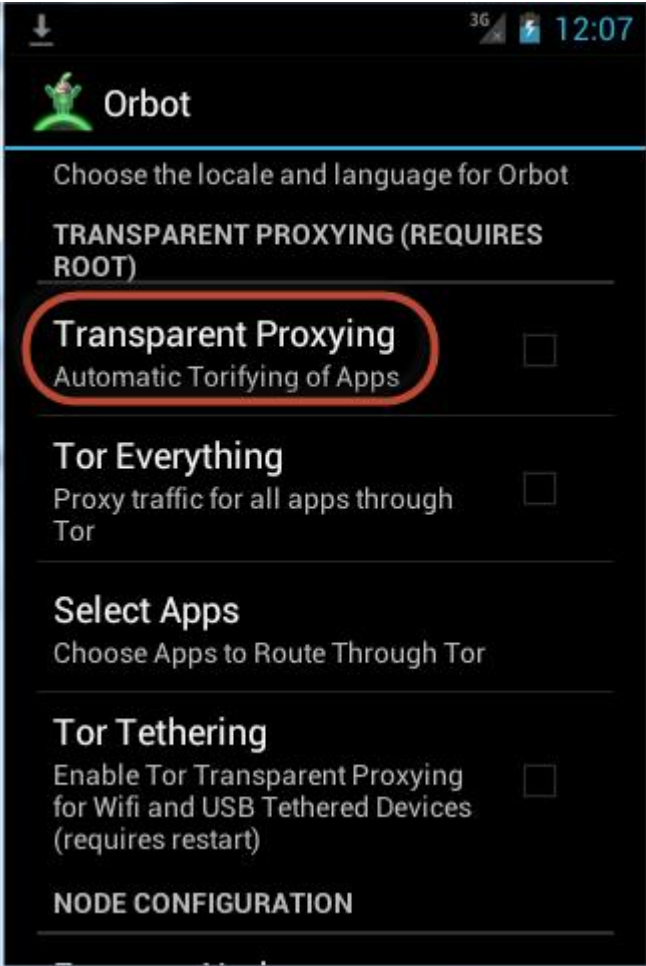 3G 12:07
Orbot
Choose the locale and language for Orbot
TRANSPARENT PROXYING (REQUIRES
ROOT)
Transparent Proxying
Automatic Torifying of Apps
Tor Everything
Proxy traffic for all apps through
Tor
Select Apps
Choose Apps to Route Through Tor
Tor Tethering
Enable Tor Transparent Proxying
for Wifi and USB Tethered Devices
(requires restart)
NODE CONFIGURATION